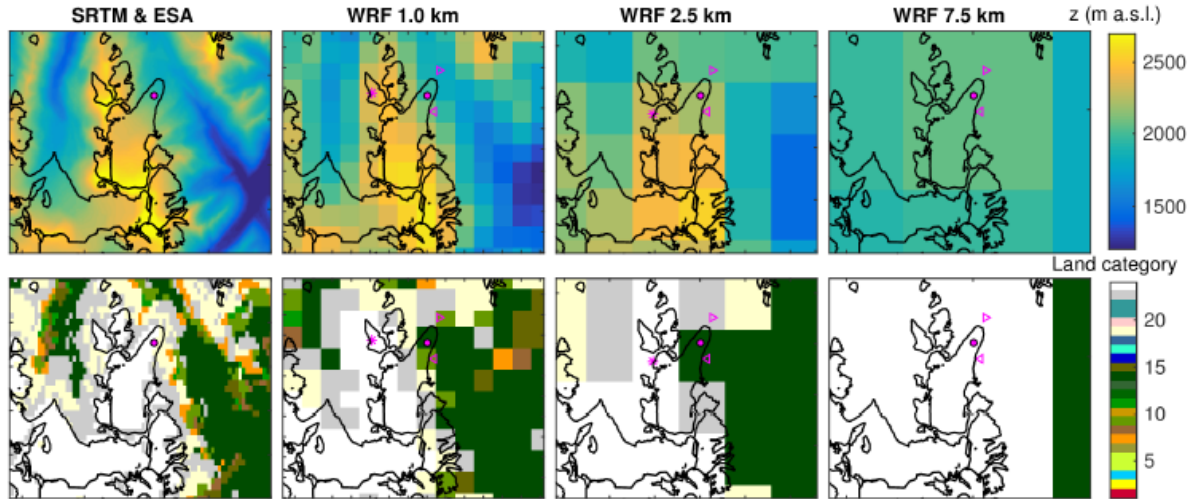 SRTM & ESA
WRF 1.0 km
WRF 2.5 km
WRF 7.5 km
z (m a.s.l.)
2500
2000
1500
Land category
20
15
10
5